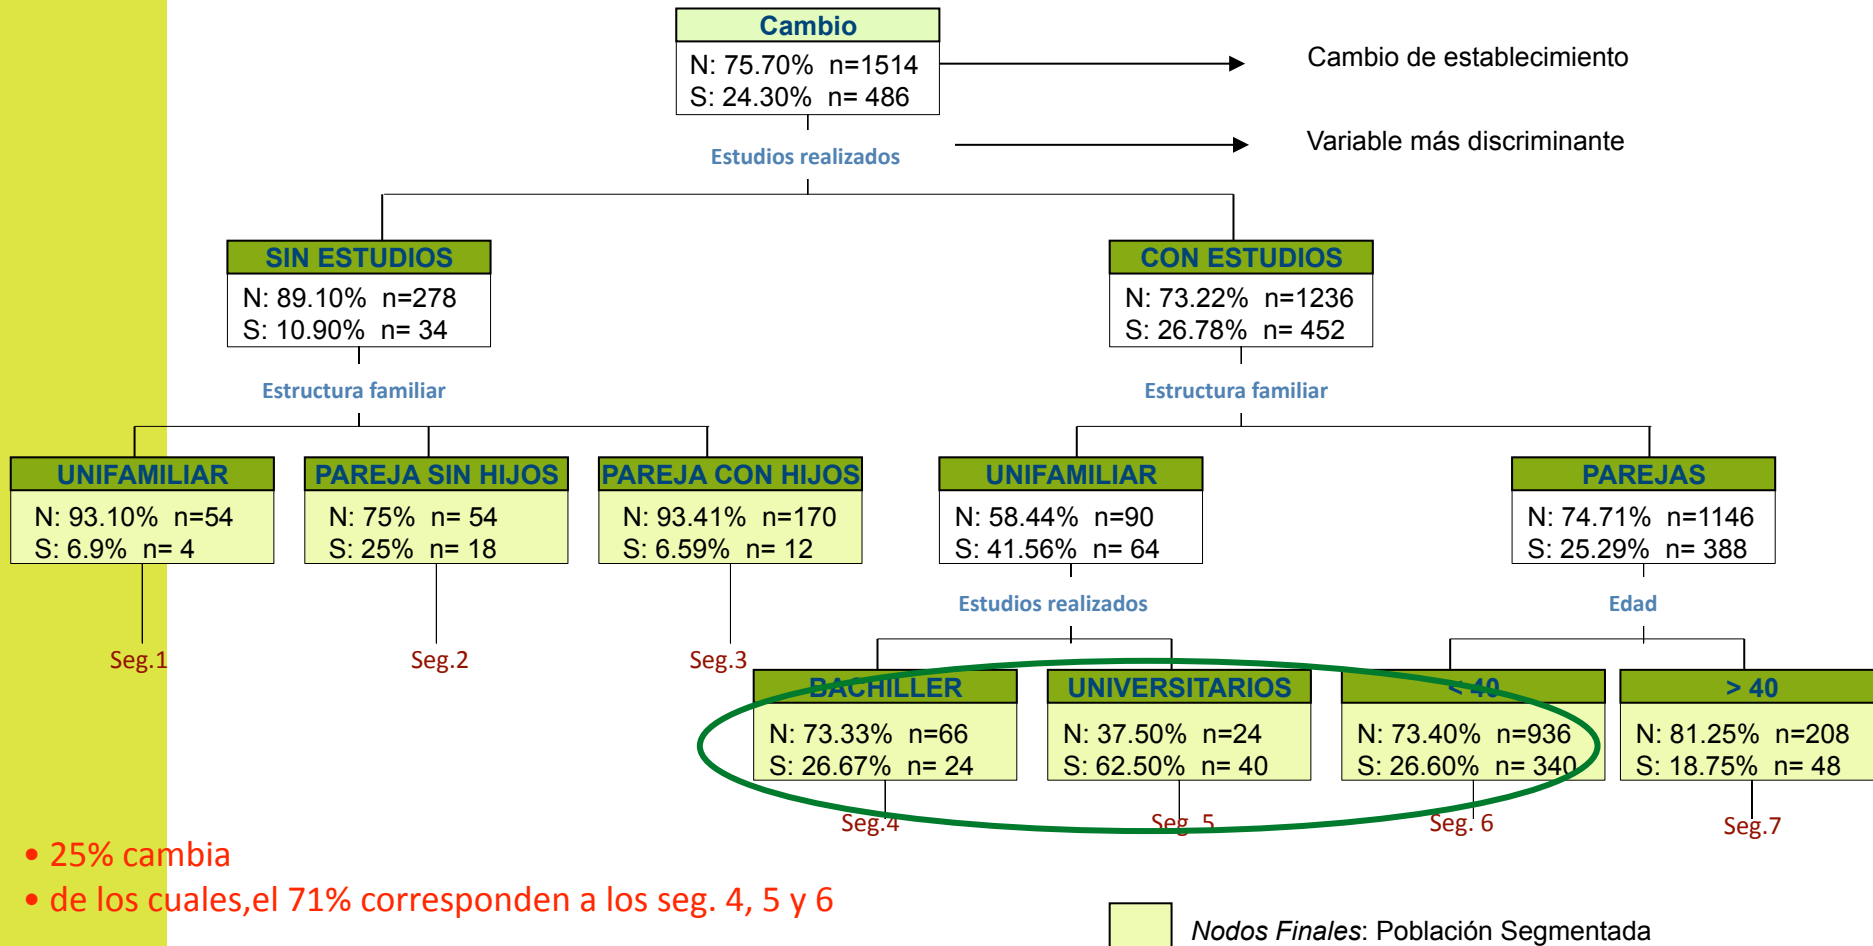 Cambio
N: 75.70%  n=1514
S: 24.30%  n= 486
Cambio de establecimiento
Estudios realizados
Variable más discriminante
SIN ESTUDIOS
N: 89.10%  n=278
S: 10.90%  n= 34
CON ESTUDIOS
N: 73.22%  n=1236
S: 26.78%  n= 452
Estructura familiar
Estructura familiar
UNIFAMILIAR
N: 93.10%  n=54
S: 6.9%  n= 4
PAREJA SIN HIJOS
N: 75%  n= 54
S: 25%  n= 18
PAREJA CON HIJOS
N: 93.41%  n=170
S: 6.59%  n= 12
UNIFAMILIAR
N: 58.44%  n=90
S: 41.56%  n= 64
PAREJAS
N: 74.71%  n=1146
S: 25.29%  n= 388
Estudios realizados
Edad
Seg.1
Seg.2
Seg.3
BACHILLER
N: 73.33%  n=66
S: 26.67%  n= 24
UNIVERSITARIOS
N: 37.50%  n=24
S: 62.50%  n= 40
< 40
N: 73.40%  n=936
S: 26.60%  n= 340
> 40
N: 81.25%  n=208
S: 18.75%  n= 48
Seg.4
Seg. 5
Seg. 6
Seg.7
• 25% cambia
• de los cuales,el 71% corresponden a los seg. 4, 5 y 6
Nodos Finales: Población Segmentada